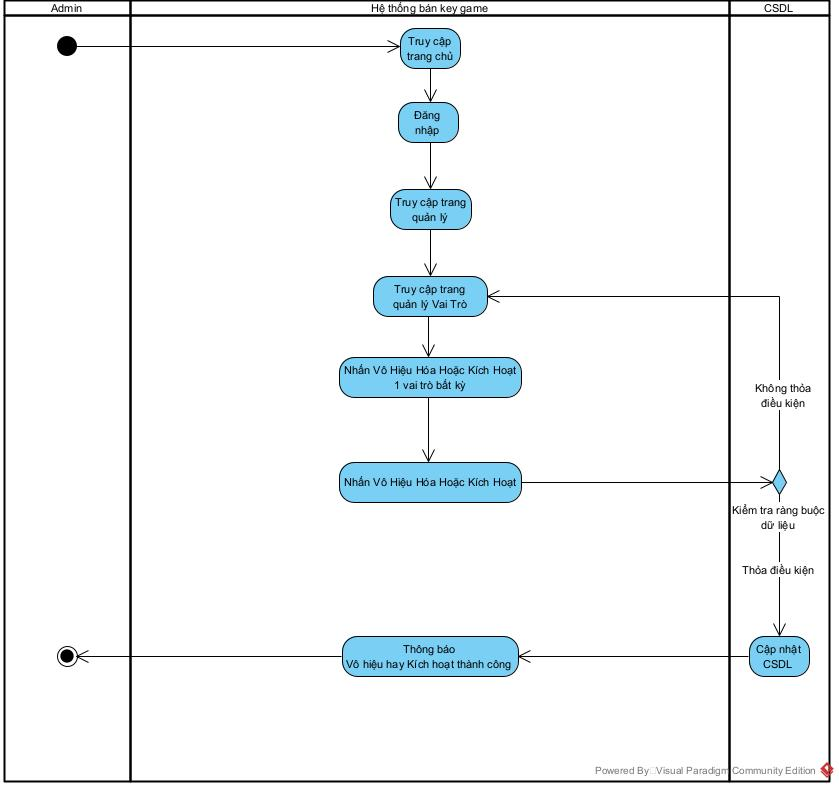 Admin
Hệ thống bán key game
CSDL
Truy cập
trang chủ
Đăng
nhập
Truy cập trang
quản lý
Truy cập trang
quản lý Vai Trò
Nhấn Vô Hiệu Hóa Hoặc Kích Hoạt
1 vai trò bất kỳ
Không thỏa
điều kiện
Nhấn Vô Hiệu Hóa Hoặc Kích Hoạt
Kiểm tra ràng buộc
dữ liệu
Thỏa điều kiện
Thông báo
Vô hiệu hay Kích hoạt thành công
Cập nhật
CSDL
Powered By Visual Paradigm Community Edition